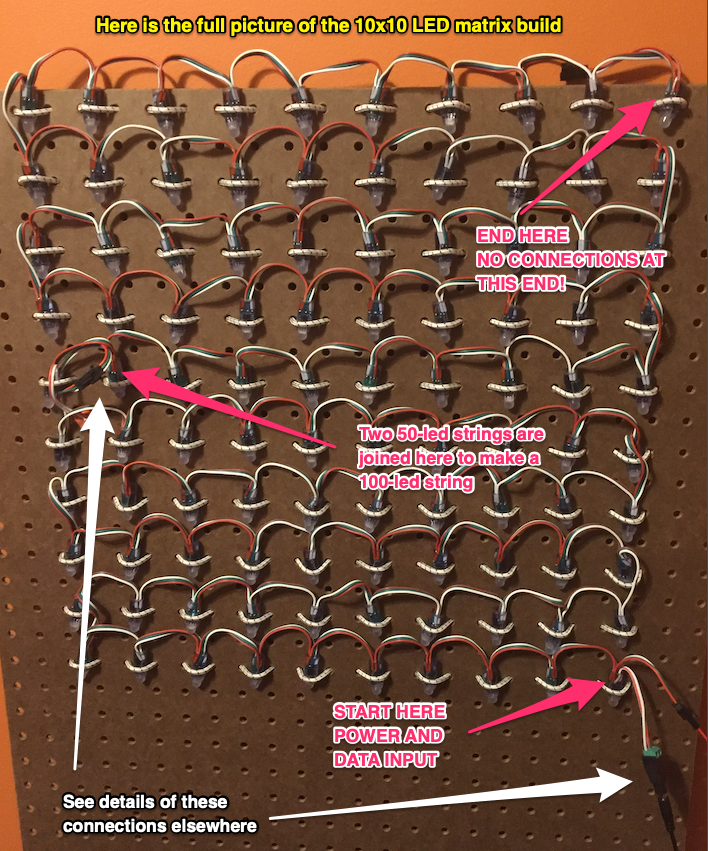 Here is the full picture of the 10x10 LED matrix build
END HERE
NO CONNECTIONS AT
THIS END!
Two 50-led strings are
joined here to make a
100-led string
START HERE
POWER AND
DATA INPUT
See details of these
connections elsewhere